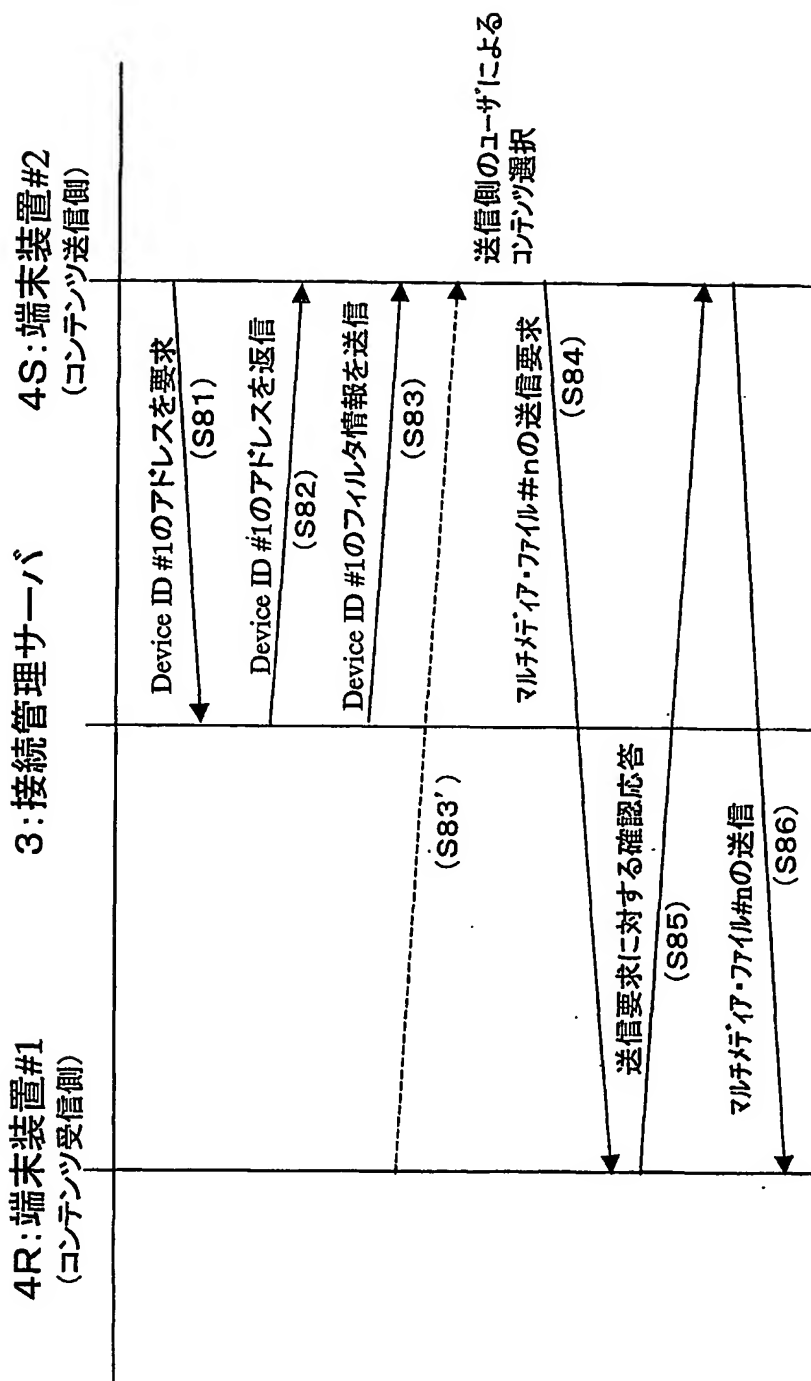 4R:端末装置#1
(コンテンツ受信側)
3:接続管理サーバ
4S:端末装置#2
(コンテンツ送信側)
Device ID #1のアドレスを要求
(S81)
Device ID #1のアドレスを返信
(S82)
Device ID #1のフィルタ情報を送信
(S83)
(S83')
送信側のユーザによる
コンテンツ選択
マルチメディア・ファイル#nの送信要求
(S84)
送信要求に対する確認応答
(S85)
マルチメディア・ファイル#nの送信
(S86)